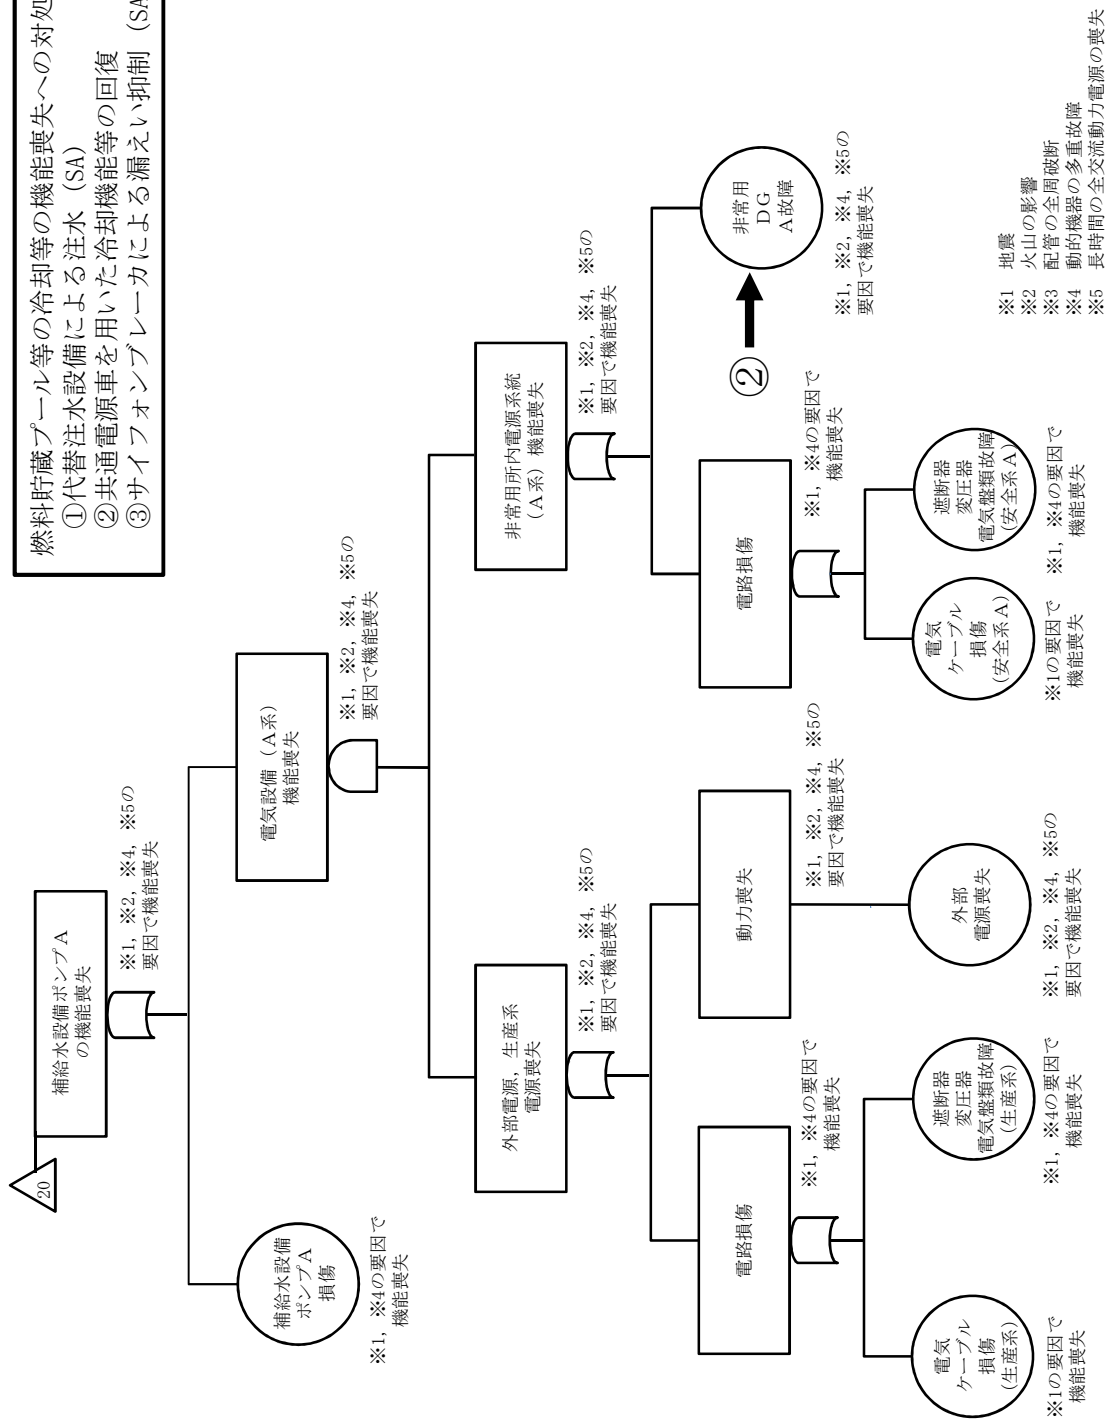 燃料貯蔵プール等の冷却等の機能喪失への対処
①代替注水設備による注水（SA）
②共通電源車を用いた冷却機能等の回復
③サイフォンブレーカによる漏えい抑制（SA
20
補給水設備ポンプA
の機能喪失
※1，※2，※4，※5の
要因で機能喪失
補給水設備
ポンプA
損傷
※1，※4の要因で
機能喪失
電気設備（A系）
機能喪失
※1，※2，※4，※5の
要因で機能喪失
外部電源，生産系
電源喪失
※1，※2，※4，※5の
要因で機能喪失
非常用所内電源系統
（A系）機能喪失
※1，※2，※4，※5の
要因で機能喪失
電路損傷
※1，※4の要因で
機能喪失
動力喪失
※1，※2，※4，※5の
要因で機能喪失
電路損傷
※1，※4の要因で
機能喪失
②
非常用
DG
A故障
※1，※2，※4，※5の
要因で機能喪失
電気
ケーブル
損傷
(生産系)
※1の要因で
機能喪失
遮断器
変圧器
電気盤類故障
(生産系)
※1，※4の要因で
機能喪失
外部
電源喪失
※1，※2，※4，※5の
要因で機能喪失
電気
ケーブル
損傷
(安全系A)
※1の要因で
機能喪失
遮断器
変圧器
電気盤類故障
(安全系A)
※1，※4の要因で
機能喪失
※1　地震
※2　火山の影響
※3　配管の全周破断
※4　動的機器の多重故障
※5　長時間の全交流動力電源の喪失